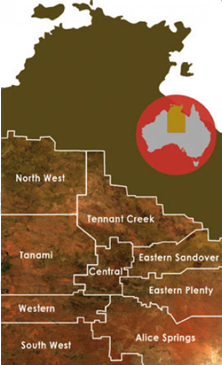 North West
Tennant Creek
Tanami
Eastern Sandover
Central
Eastern Plenty
Western
South West
Alice Springs